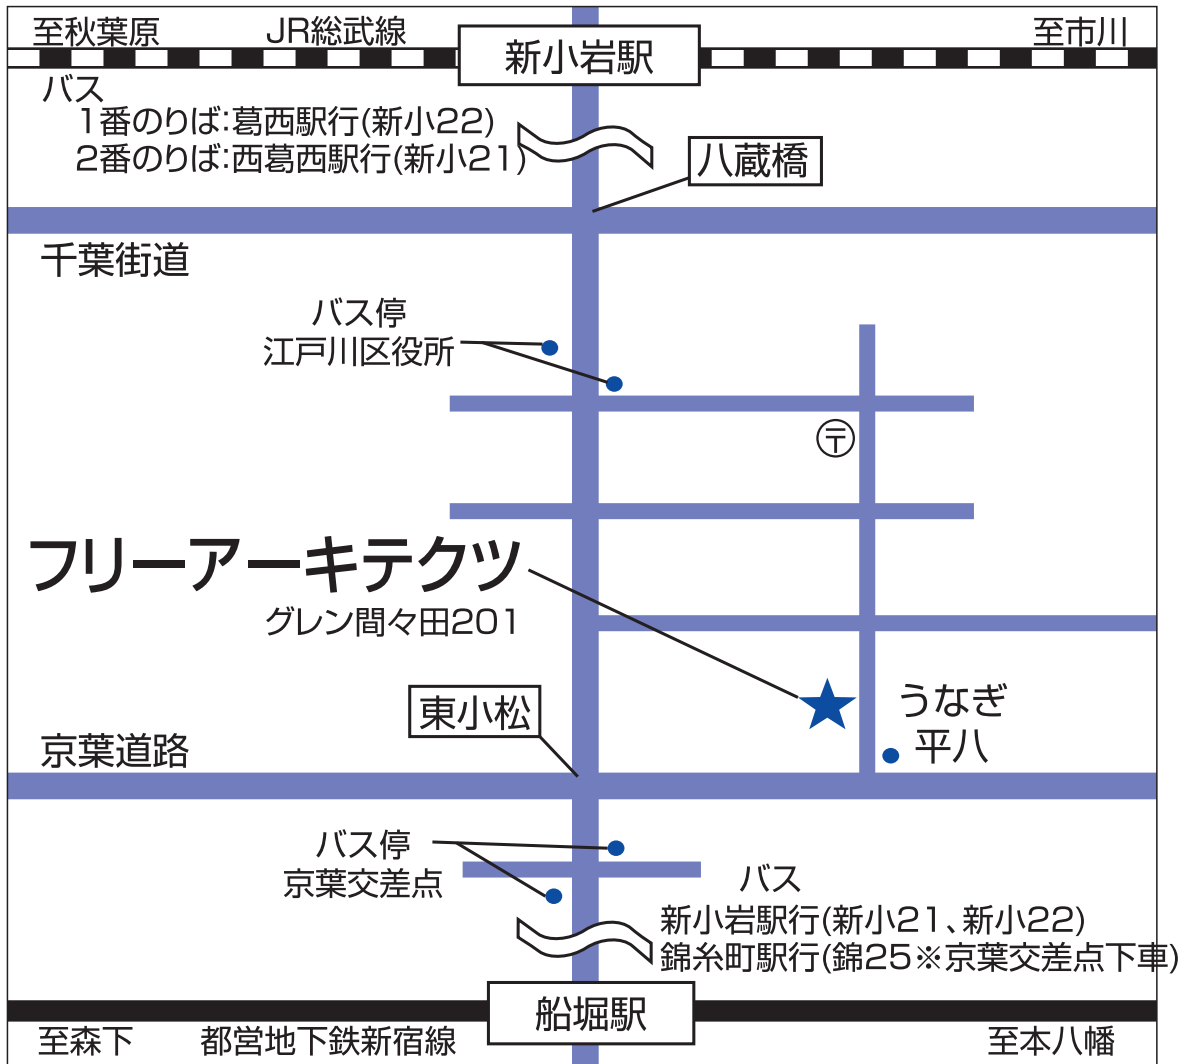 至秋葉原
JR総武線
新小岩駅
至市川
バス
1番のりば:葛西駅行(新小22)
2番のりば:西葛西駅行(新小21)
八蔵橋
千葉街道
バス停
江戸川区役所
〒
フリーアーキテクツ
グレン間々田201
東小松
うなぎ
平八
京葉道路
バス停
京葉交差点
バス
新小岩駅行(新小21、新小22)
錦糸町駅行(錦25※京葉交差点下車)
船堀駅
至森下
都営地下鉄新宿線
至本八幡